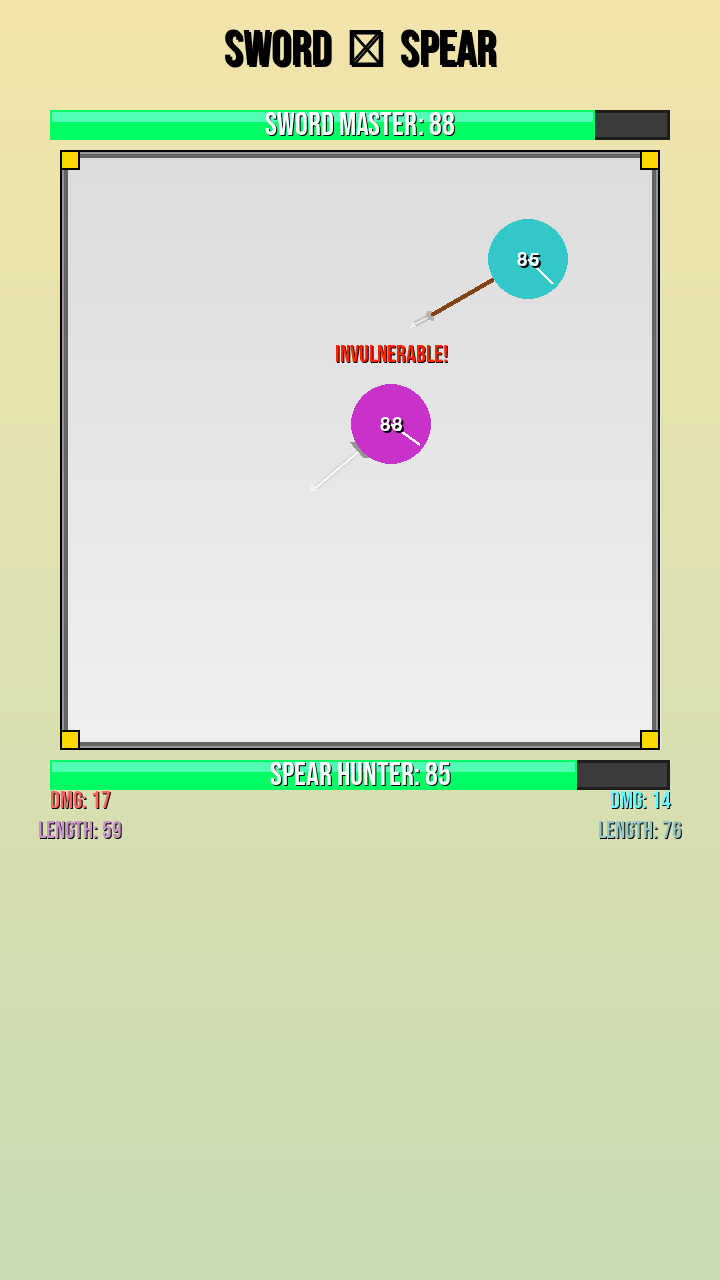 SWORD ☒ SPEAR
SWORD MASTER: 88
85
INVULNERABLE!
88
SPEAR HUNTER: 85
DMG: 17
DMG: 14
LENGTH: 59
LENGTH: 76